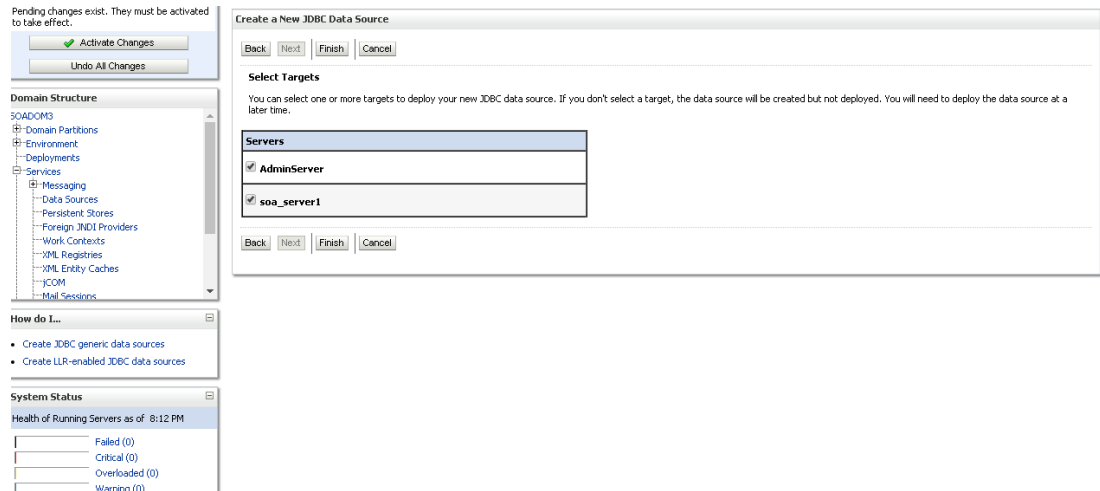 Pending changes exist. They must be activated
to take effect.
Activate Changes
Undo All Changes
Domain Structure
SOADOM3
Domain Partitions
Environment
Deployments
Services
Messaging
Data Sources
Persistent Stores
Foreign JNDI Providers
Work Contexts
XML Registries
XML Entity Caches
jCOM
Mail Sessions
How do I...
Create JDBC generic data sources
Create LLR-enabled JDBC data sources
System Status
Health of Running Servers as of 8:12 PM
Failed (0)
Critical (0)
Overloaded (0)
Warning (0)
Create a New JDBC Data Source
Back Next Finish Cancel
Select Targets
You can select one or more targets to deploy your new JDBC data source. If you don't select a target, the data source will be created but not deployed. You will need to deploy the data source at a
later time.
Servers
AdminServer
soa_server1
Back Next Finish Cancel